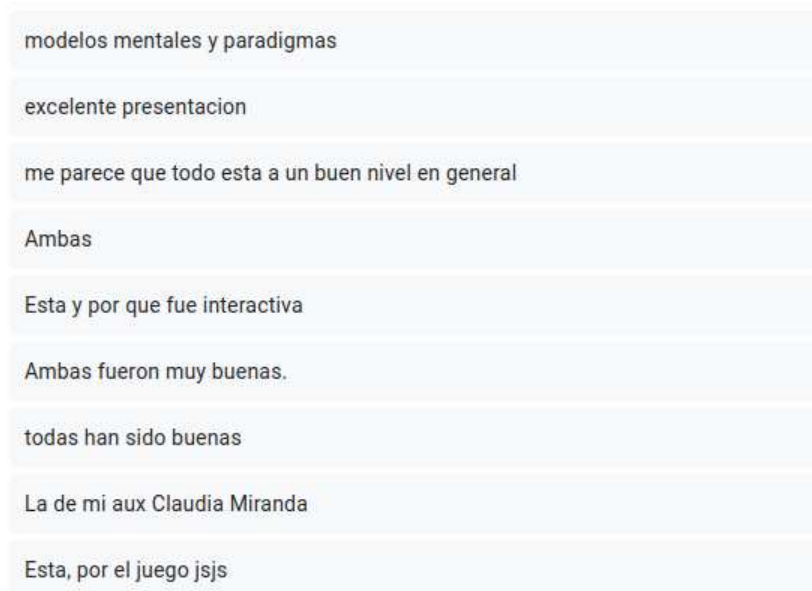 modelos mentales y paradigmas
excelente presentacion
me parece que todo esta a un buen nivel en general
Ambas
Esta y por que fue interactiva
Ambas fueron muy buenas.
todas han sido buenas
La de mi aux Claudia Miranda
Esta, por el juego jsjs